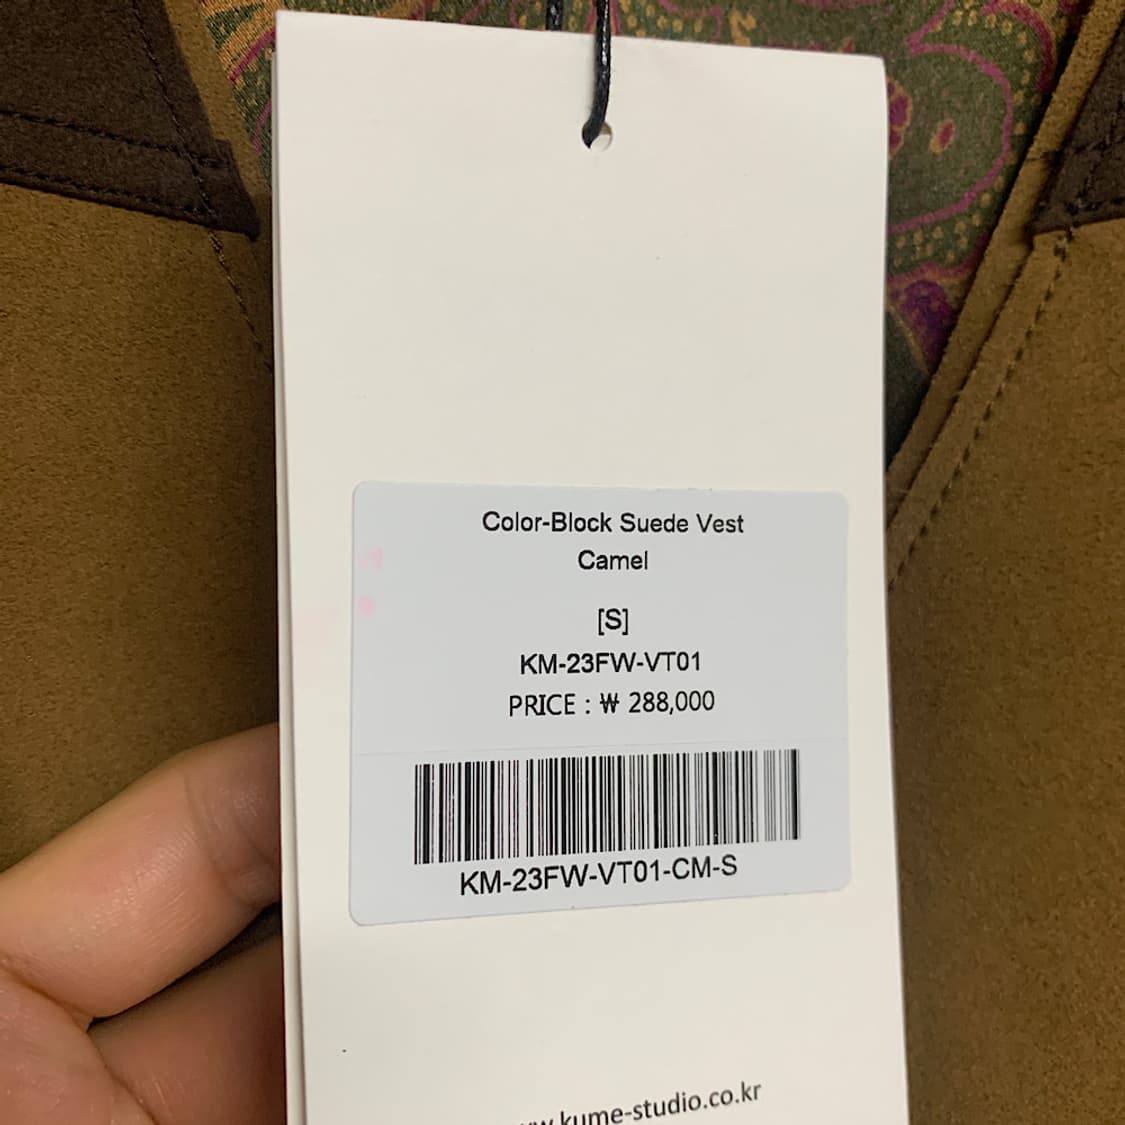 Color-Block Suede Vest
Camel
[S]
KM-23FW-VT01
PRICE : ₩ 288,000
KM-23FW-VT01-CM-S
kume-studio.co.kr